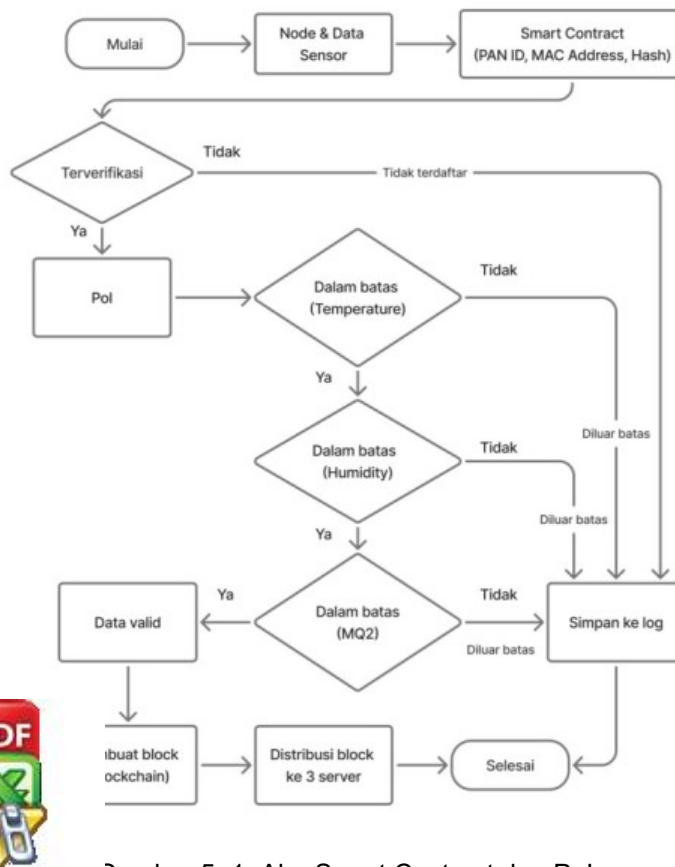 Mulai
Node & Data
Sensor
Smart Contract
(PAN ID, MAC Address, Hash)
Terverifikasi
Tidak
Tidak terdaftar
Ya
PoI
Dalam batas
(Temperature)
Tidak
Diluar batas
Ya
Dalam batas
(Humidity)
Tidak
Diluar batas
Ya
Dalam batas
(MQ2)
Tidak
Diluar batas
Simpan ke log
Ya
Data valid
block
Distribusi block
ke 3 server
Selesai